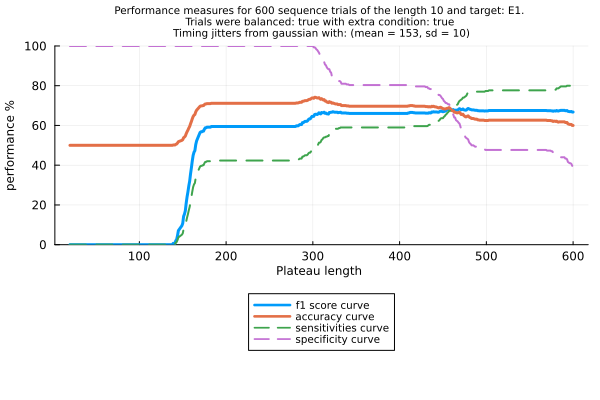 Performance measures for 600 sequence trials of the length 10 and target: E1.
Trials were balanced: true with extra condition: true
Timing jitters from gaussian with: (mean = 153, sd = 10)
100
80
60
40
20
0
performance %
100 200 300 400 500 600
Plateau length
f1 score curve
accuracy curve
sensitivities curve
specificity curve